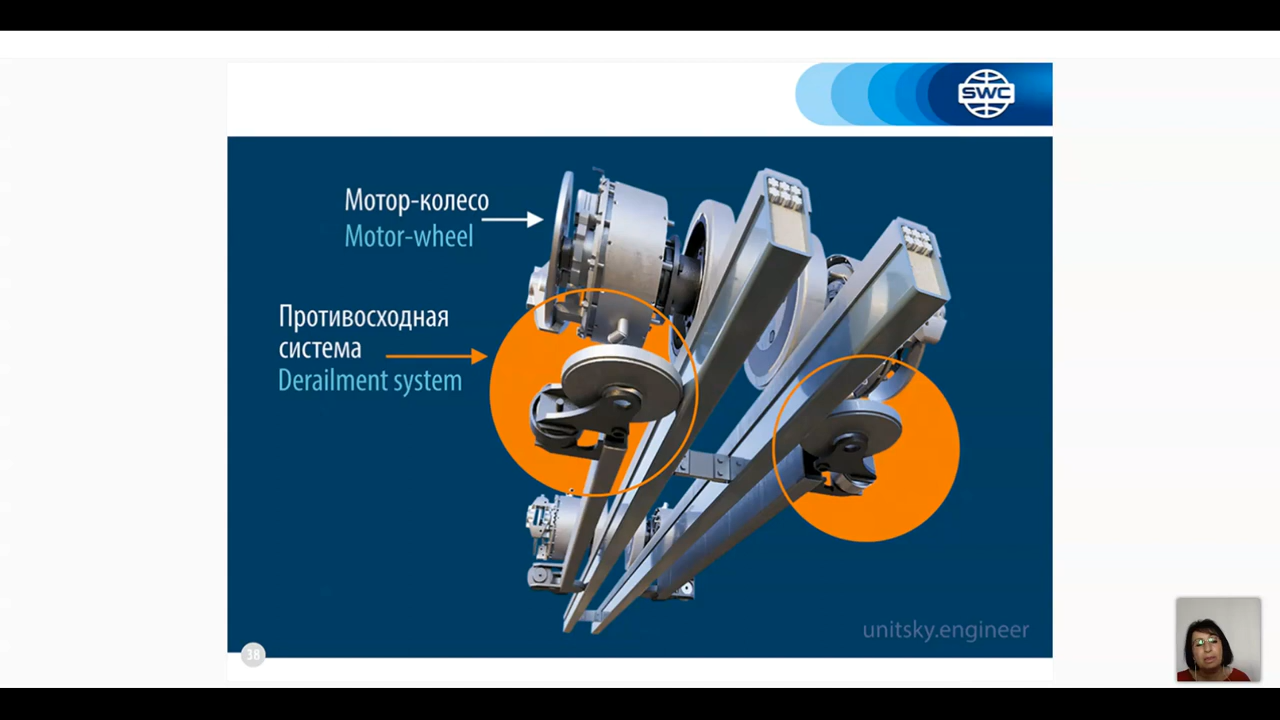 SWC
Мотор-колесо
Motor-wheel
Противосходная
система
Derailment system
unitsky.engineer
38